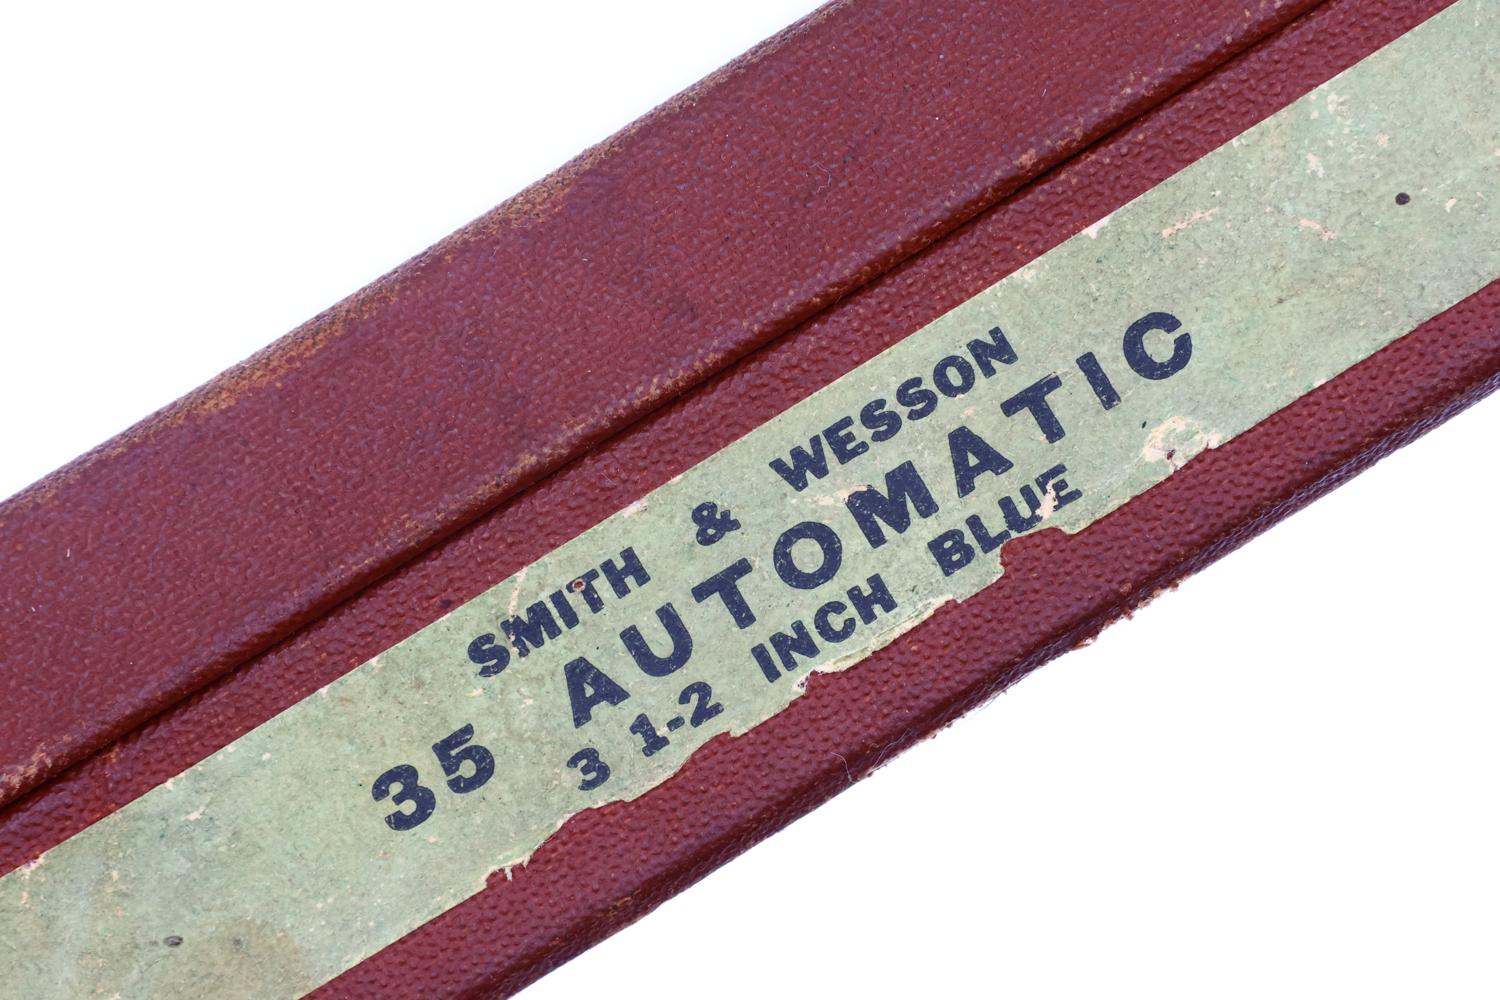 SMITH & WESSON
35 AUTOMATIC
3 1-2 INCH BLUE